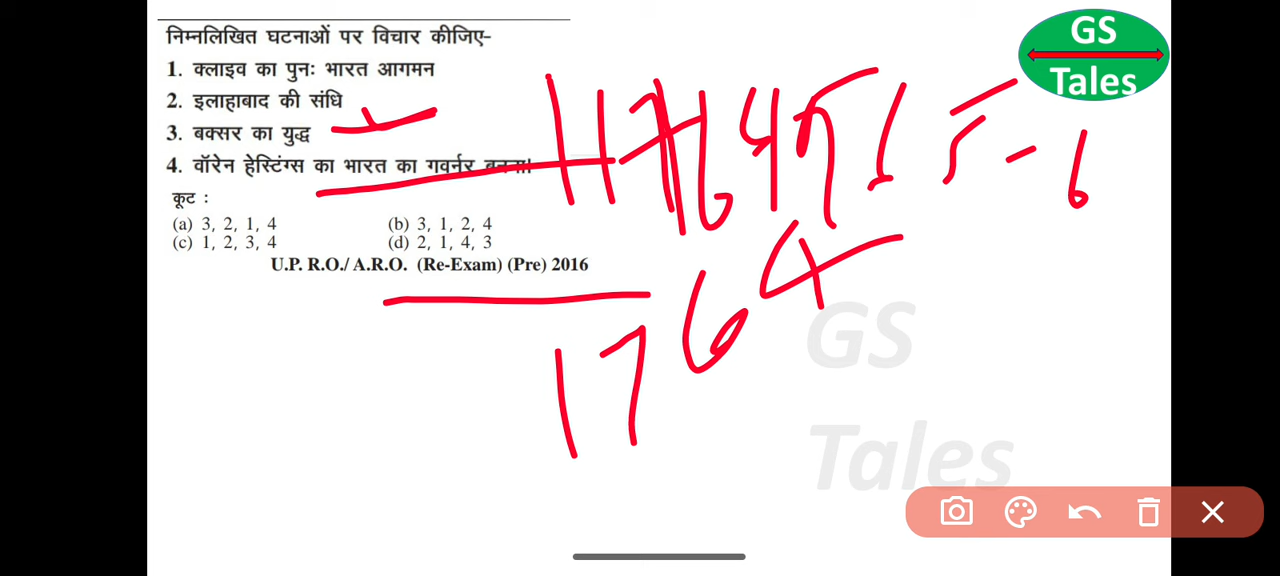 GS
Tales
निम्नलिखित घटनाओं पर विचार कीजिए-
1. क्लाइव का पुनः भारत आगमन
2. इलाहाबाद की संधि
3. बक्सर का युद्ध
4. वॉरेन हेस्टिंग्स का भारत का गवर्नर बनना।
कूट :
(a) 3, 2, 1, 4 (b) 3, 1, 2, 4
(c) 1, 2, 3, 4 (d) 2, 1, 4, 3
U.P. R.O./ A.R.O. (Re-Exam) (Pre) 2016
1764
GS
Tales